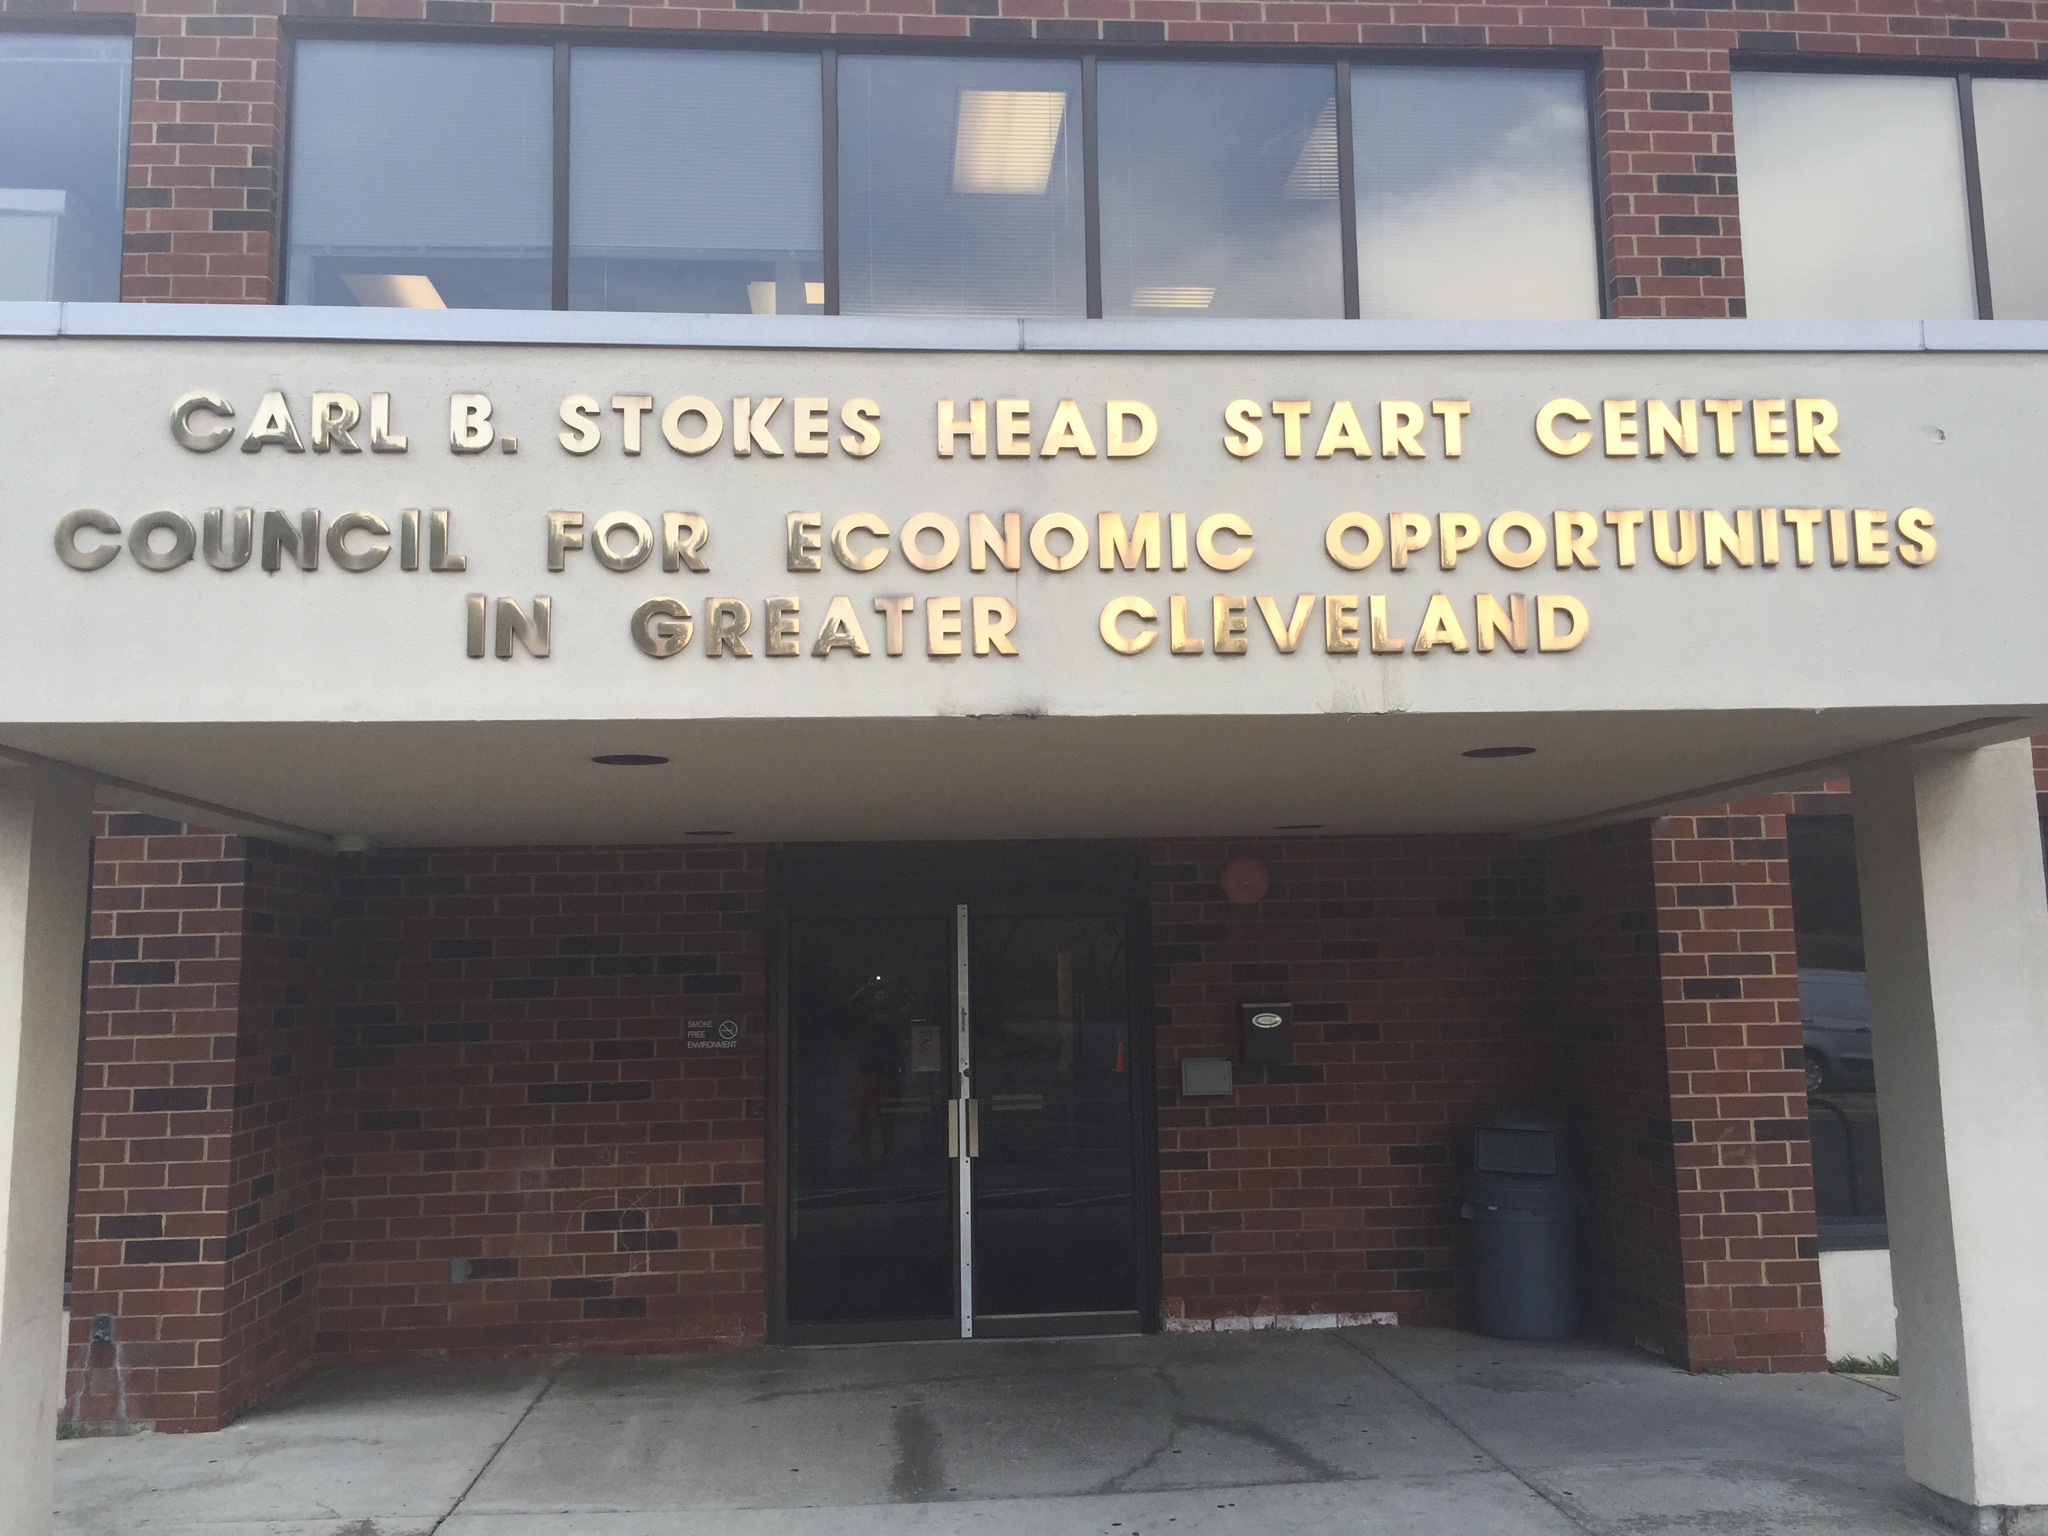 CARL B. STOKES HEAD START CENTER
COUNCIL FOR ECONOMIC OPPORTUNITIES
IN GREATER CLEVELAND
SMOKE
FREE
ENVIRONMENT